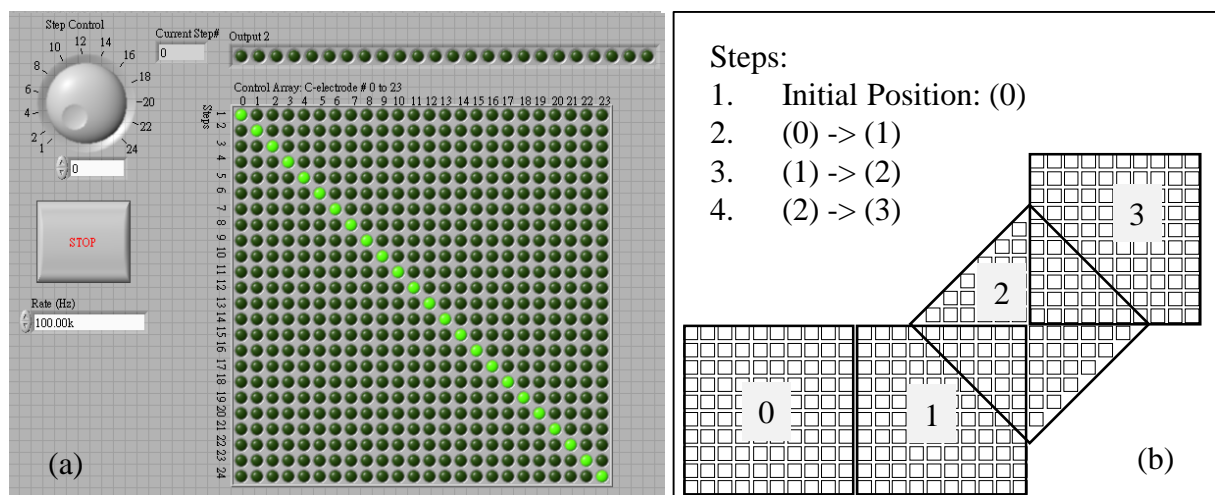 Step Control
Current Step#
0
Output 2
1 2 4 6 8 10 12 14 16 18 20 22 24
0
STOP
Rate (Hz)
100.00k
Control Array: C-electrode # 0 to 23
0 1 2 3 4 5 6 7 8 9 10 11 12 13 14 15 16 17 18 19 20 21 22 23
Steps
1
2
3
4
5
6
7
8
9
10
11
12
13
14
15
16
17
18
19
20
21
22
23
24
(a)
Steps:
1. Initial Position: (0)
2. (0) -> (1)
3. (1) -> (2)
4. (2) -> (3)
3
2
0
1
(b)